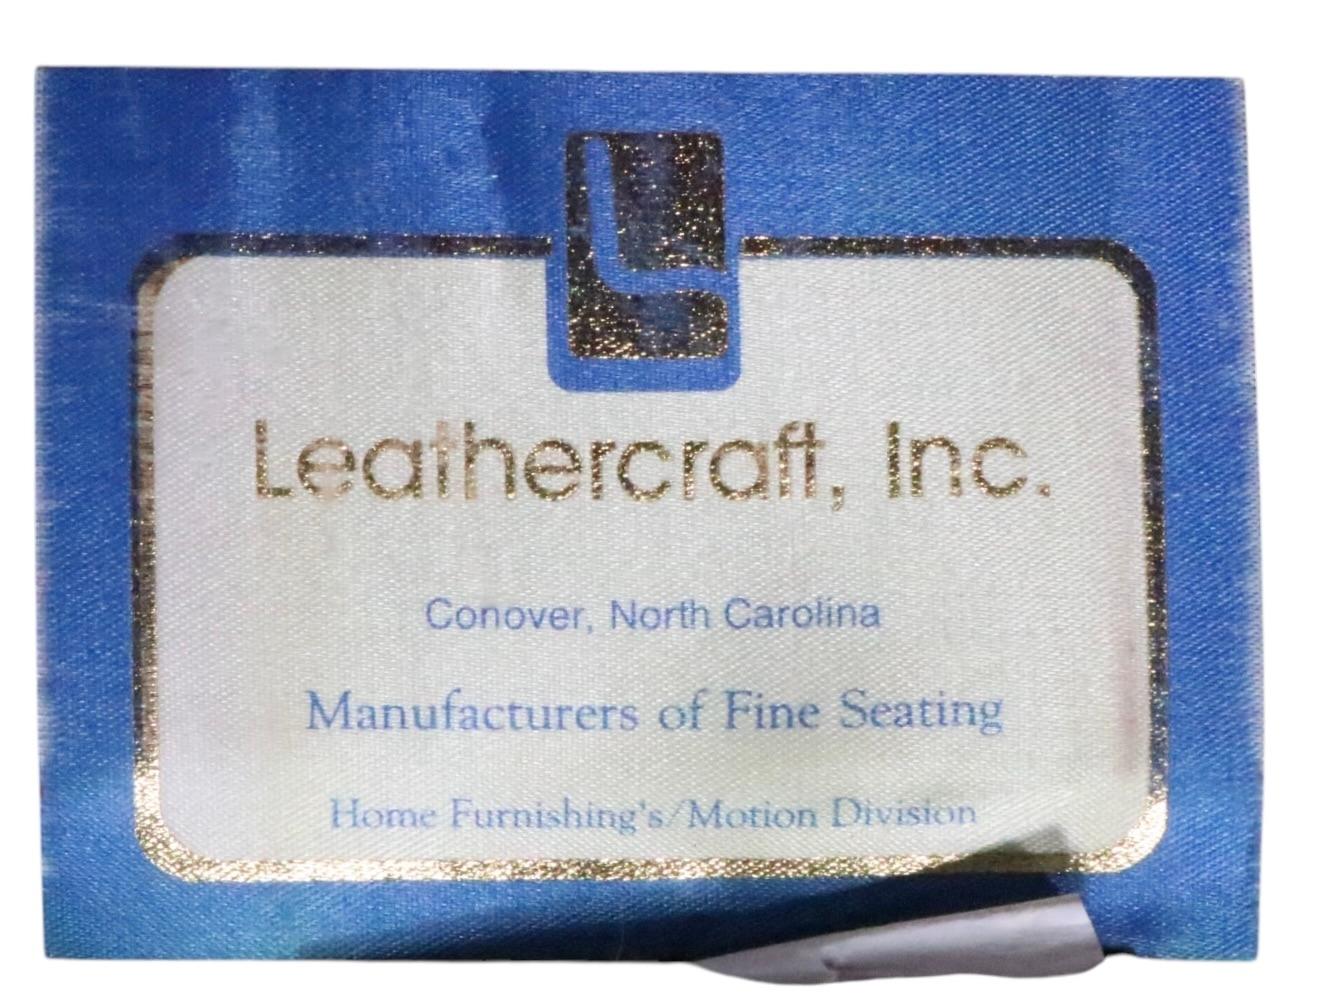 Leathercraft, Inc.
Conover, North Carolina
Manufacturers of Fine Seating
Home Furnishing's/Motion Division